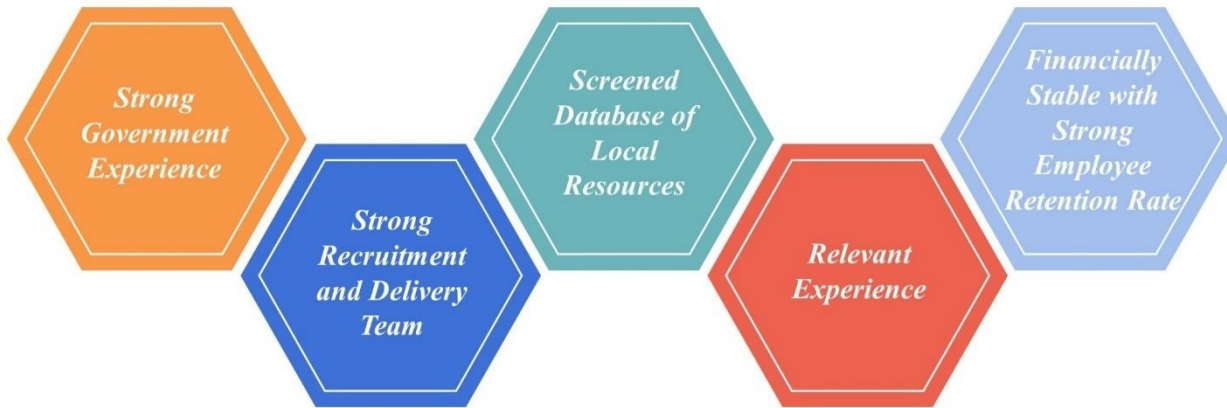 Strong
Government
Experience
Strong
Recruitment
and Delivery
Team
Screened
Database of
Local
Resources
Relevant
Experience
Financially
Stable with
Strong
Employee
Retention Rate